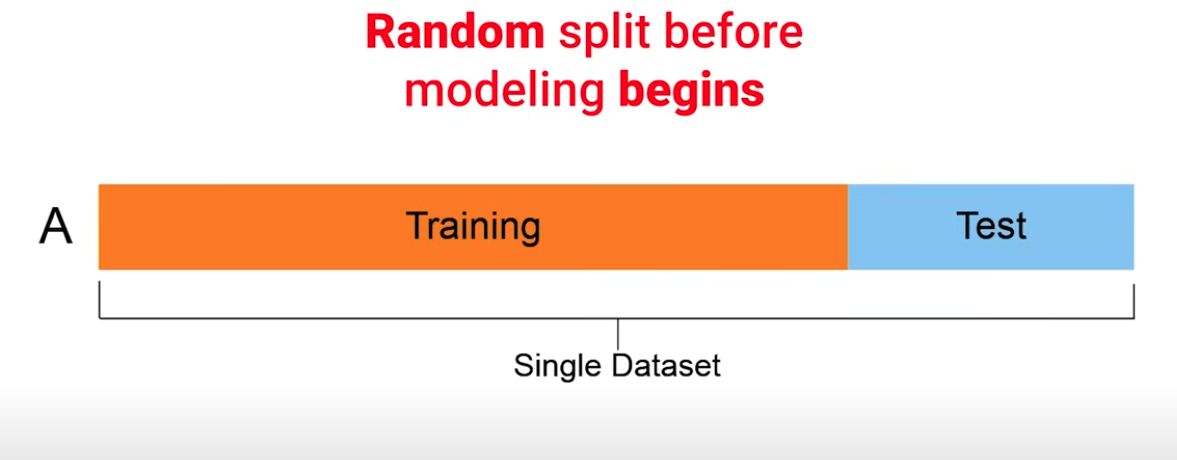 Random split before
modeling begins
A
Training
Test
Single Dataset